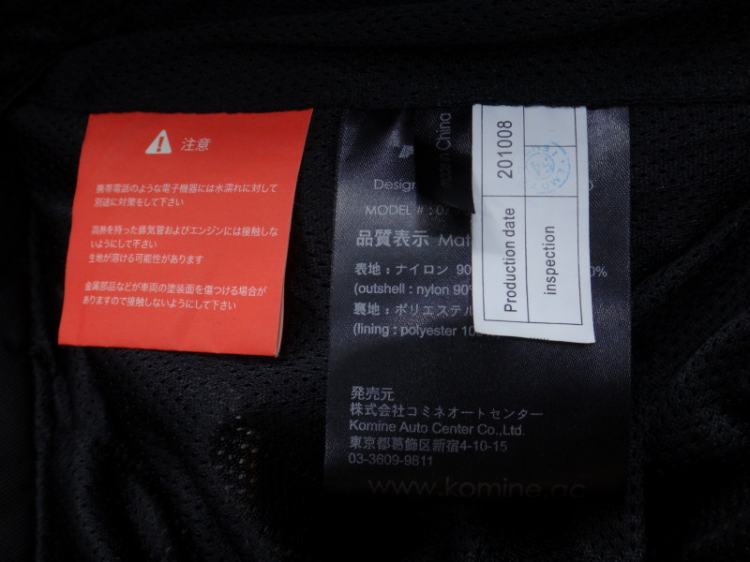 注意
携帯電話のような電子機器には水濡れに対して
別途に対策をして下さい
高熱を持った排気管およびエンジンには接触しな
いようにして下さい
生地が溶ける可能性があります
金属部品などが車両の塗装面を傷つける場合が
ありますので接触しないようにして下さい
China
Design
MODEL # : 07
品質表示 Mat
表地 : ナイロン 90
0%
(outshell : nylon 90%
裏地 : ポリエステル
(lining : polyester 10
発売元
株式会社コミネオートセンター
Komine Auto Center Co.,Ltd.
東京都葛飾区新宿4-10-15
03-3609-9811
www.komine.ac
Production date 201008
inspection